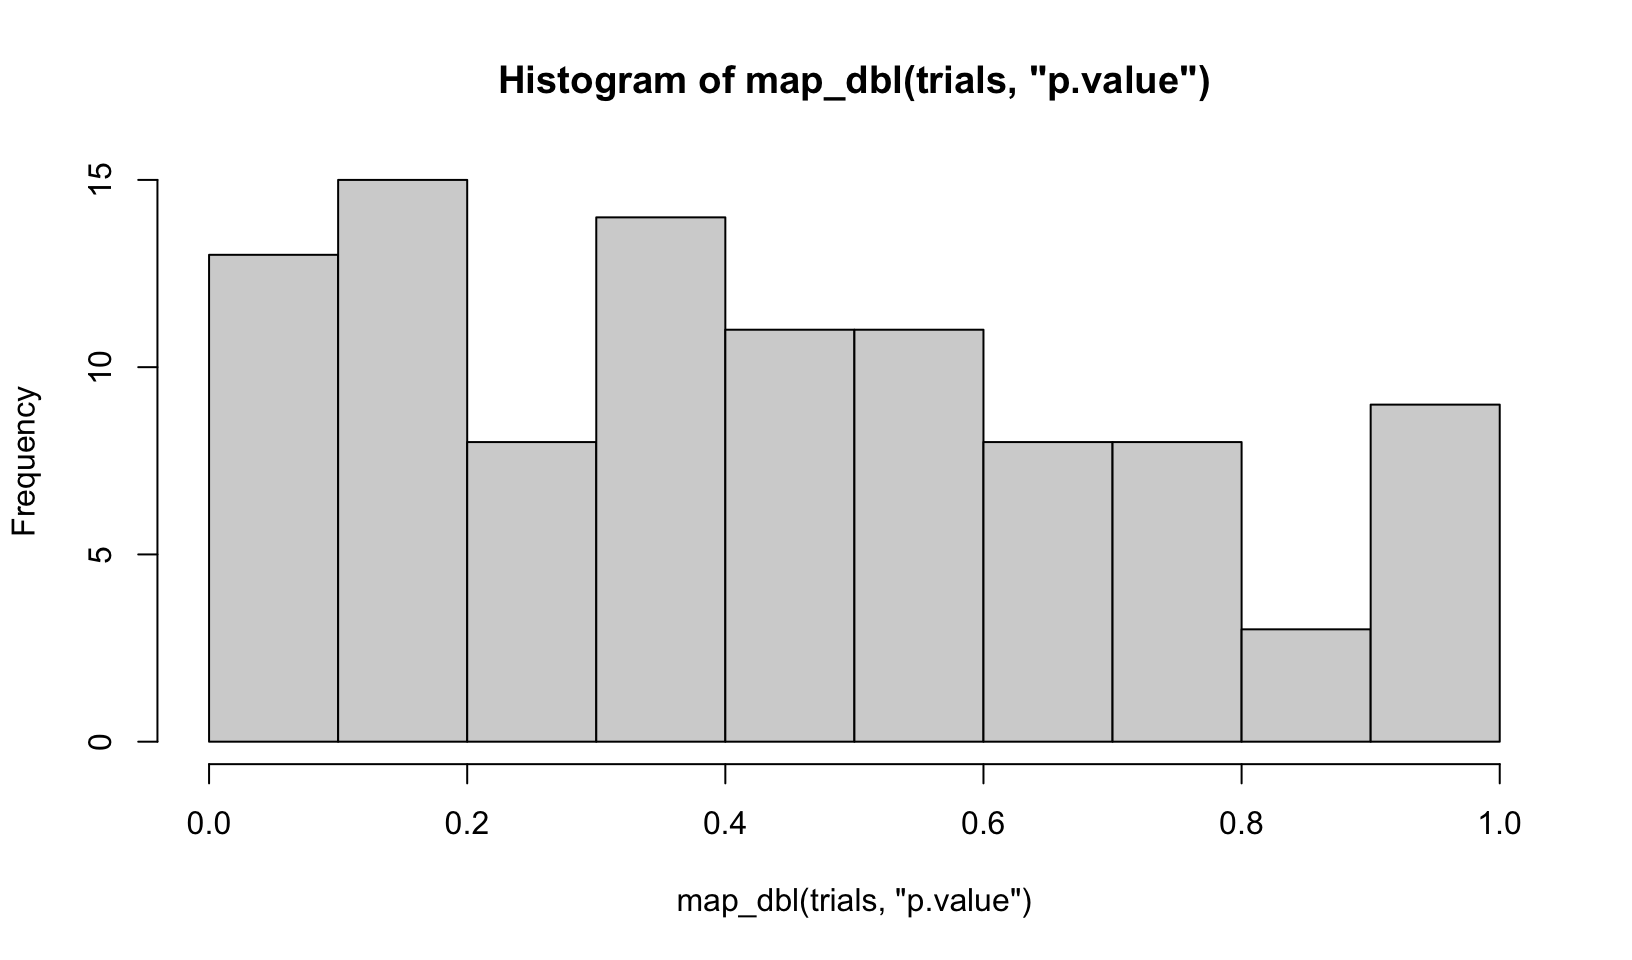 Histogram of map_dbl(trials, "p.value")
Frequency
15
10
5
0
0.0 0.2 0.4 0.6 0.8 1.0
map_dbl(trials, "p.value")